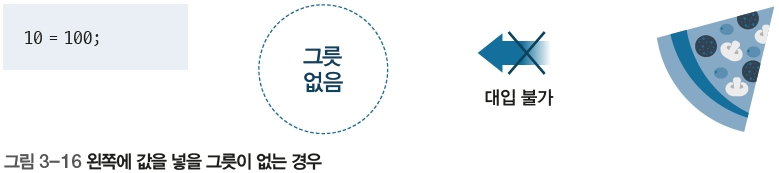 10 = 100;
그릇
없음
대입 불가
그림 3-16 왼쪽에 값을 넣을 그릇이 없는 경우